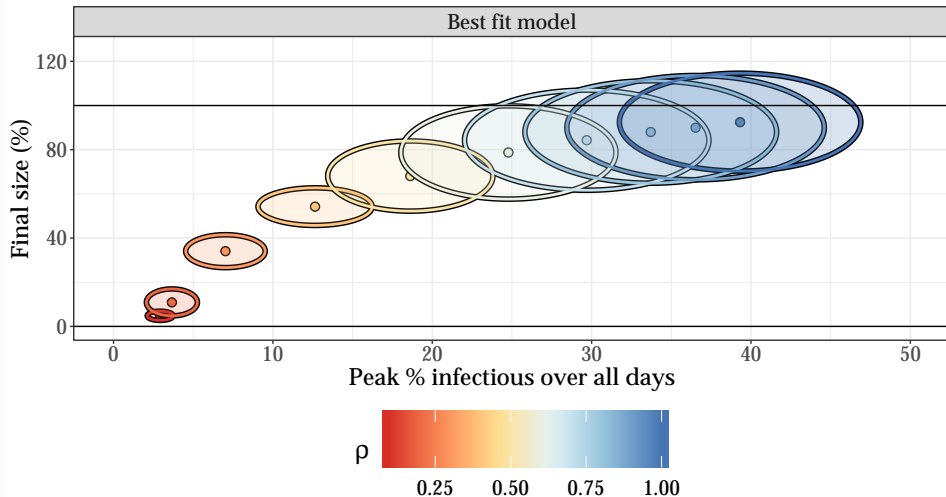 Best fit model
120
80
40
0
Final size (%)
0 10 20 30 40 50
Peak % infectious over all days
ρ
0.25 0.50 0.75 1.00